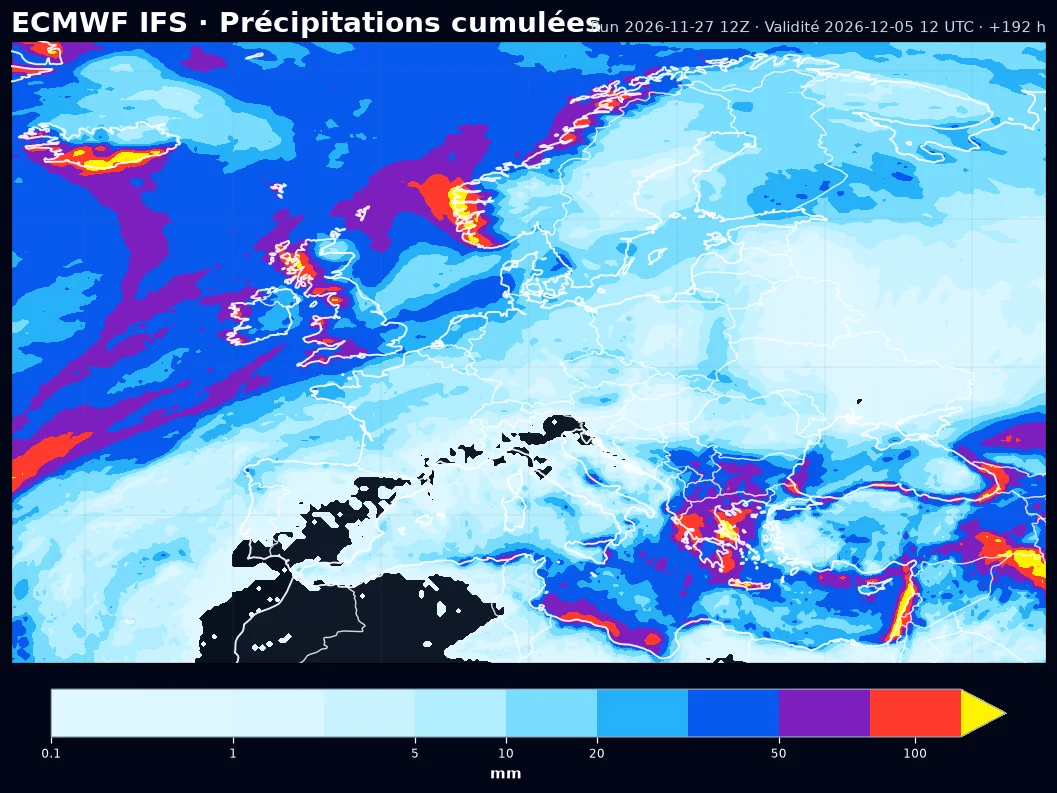 ECMWF IFS · Précipitations cumulées
Run 2026-11-27 12Z · Validité 2026-12-05 12 UTC · +192 h
0.1 1 5 10 20 50 100
mm